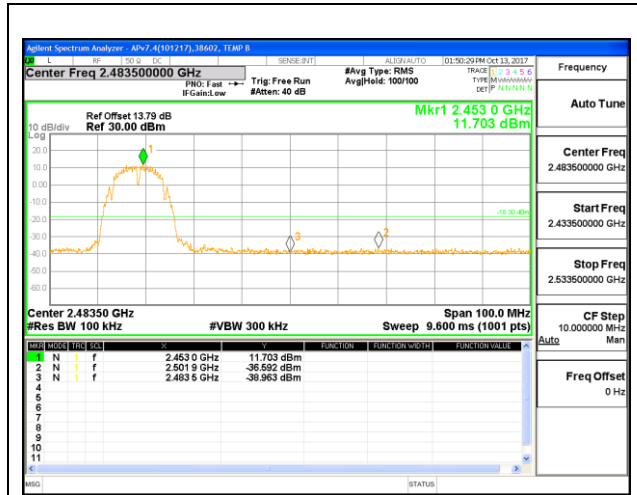 Agilent Spectrum Analyzer - APv7.4(101217),38602, TEMP B
L RF 50 Ω DC SENSE:INT ALIGNAUTO 01:50:29 PM Oct 13, 2017
Center Freq 2.483500000 GHz
PNO: Fast
IFGain:Low
Trig: Free Run
#Atten: 40 dB
#Avg Type: RMS
Avg|Hold: 100/100
TRACE 1 2 3 4 5 6
TYPE M
DET P N N N N N
Frequency
Auto Tune
Center Freq
2.483500000 GHz
Start Freq
2.433500000 GHz
Stop Freq
2.533500000 GHz
CF Step
10.000000 MHz
Auto Man
Freq Offset
0 Hz
Mkr1 2.453 0 GHz
11.703 dBm
Ref Offset 13.79 dB
10 dB/div Ref 30.00 dBm
Log
20.0
10.0
0.00
-10.0
-20.0
-30.0
-40.0
-50.0
-60.0
1
2
3
Center 2.48350 GHz Span 100.0 MHz
#Res BW 100 kHz #VBW 300 kHz Sweep 9.600 ms (1001 pts)
MKR MODE TRC SCL X Y FUNCTION FUNCTION WIDTH FUNCTION VALUE
1 N 1 f 2.453 0 GHz 11.703 dBm
2 N 1 f 2.501 9 GHz -36.592 dBm
3 N 1 f 2.483 5 GHz -38.963 dBm
4
5
6
7
8
9
10
11
MSG STATUS